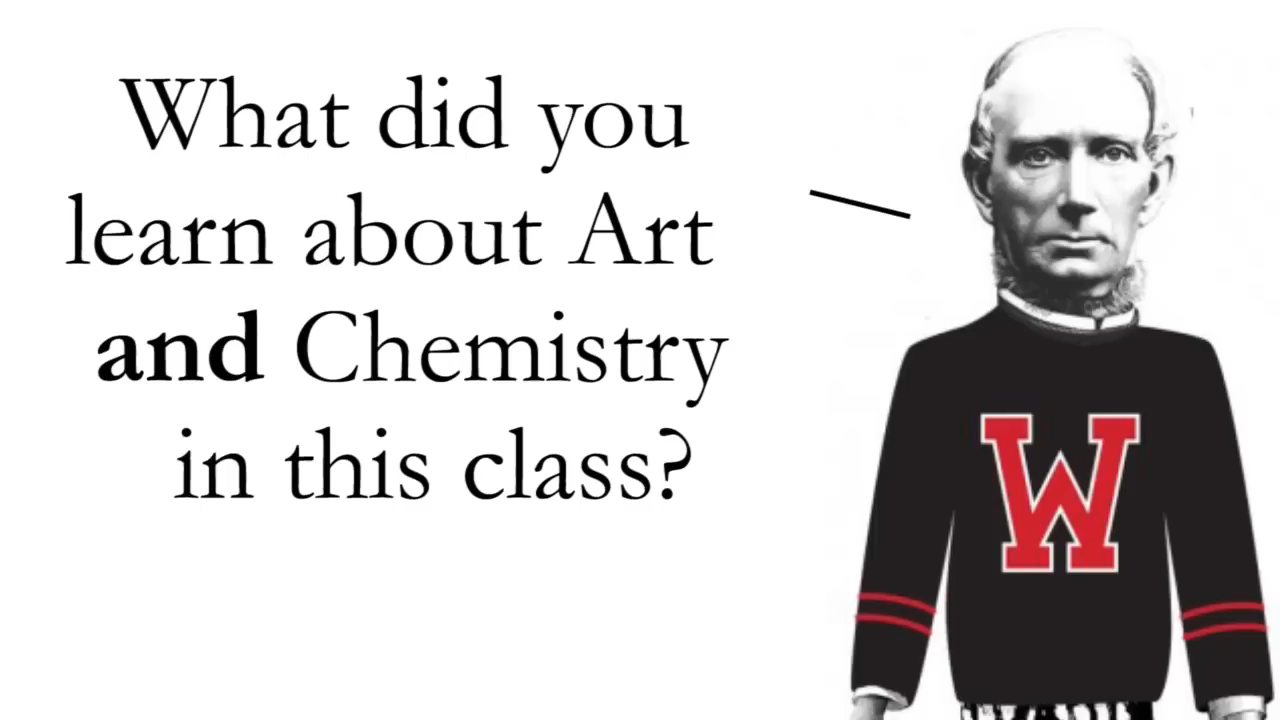 What did you
learn about Art
and Chemistry
in this class?
W